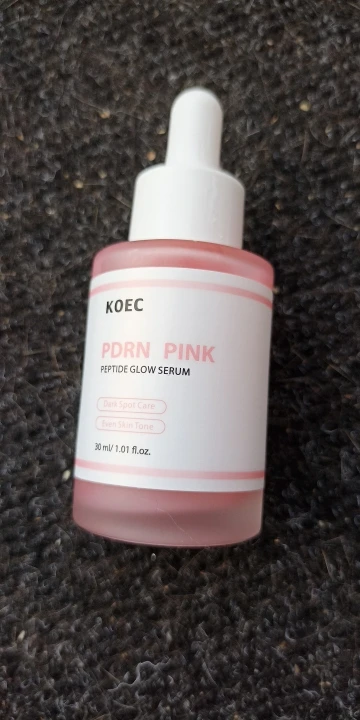 KOEC
PDRN PINK
PEPTIDE GLOW SERUM
Dark Spot Care
Even Skin Tone
30 ml/ 1.01 fl.oz.